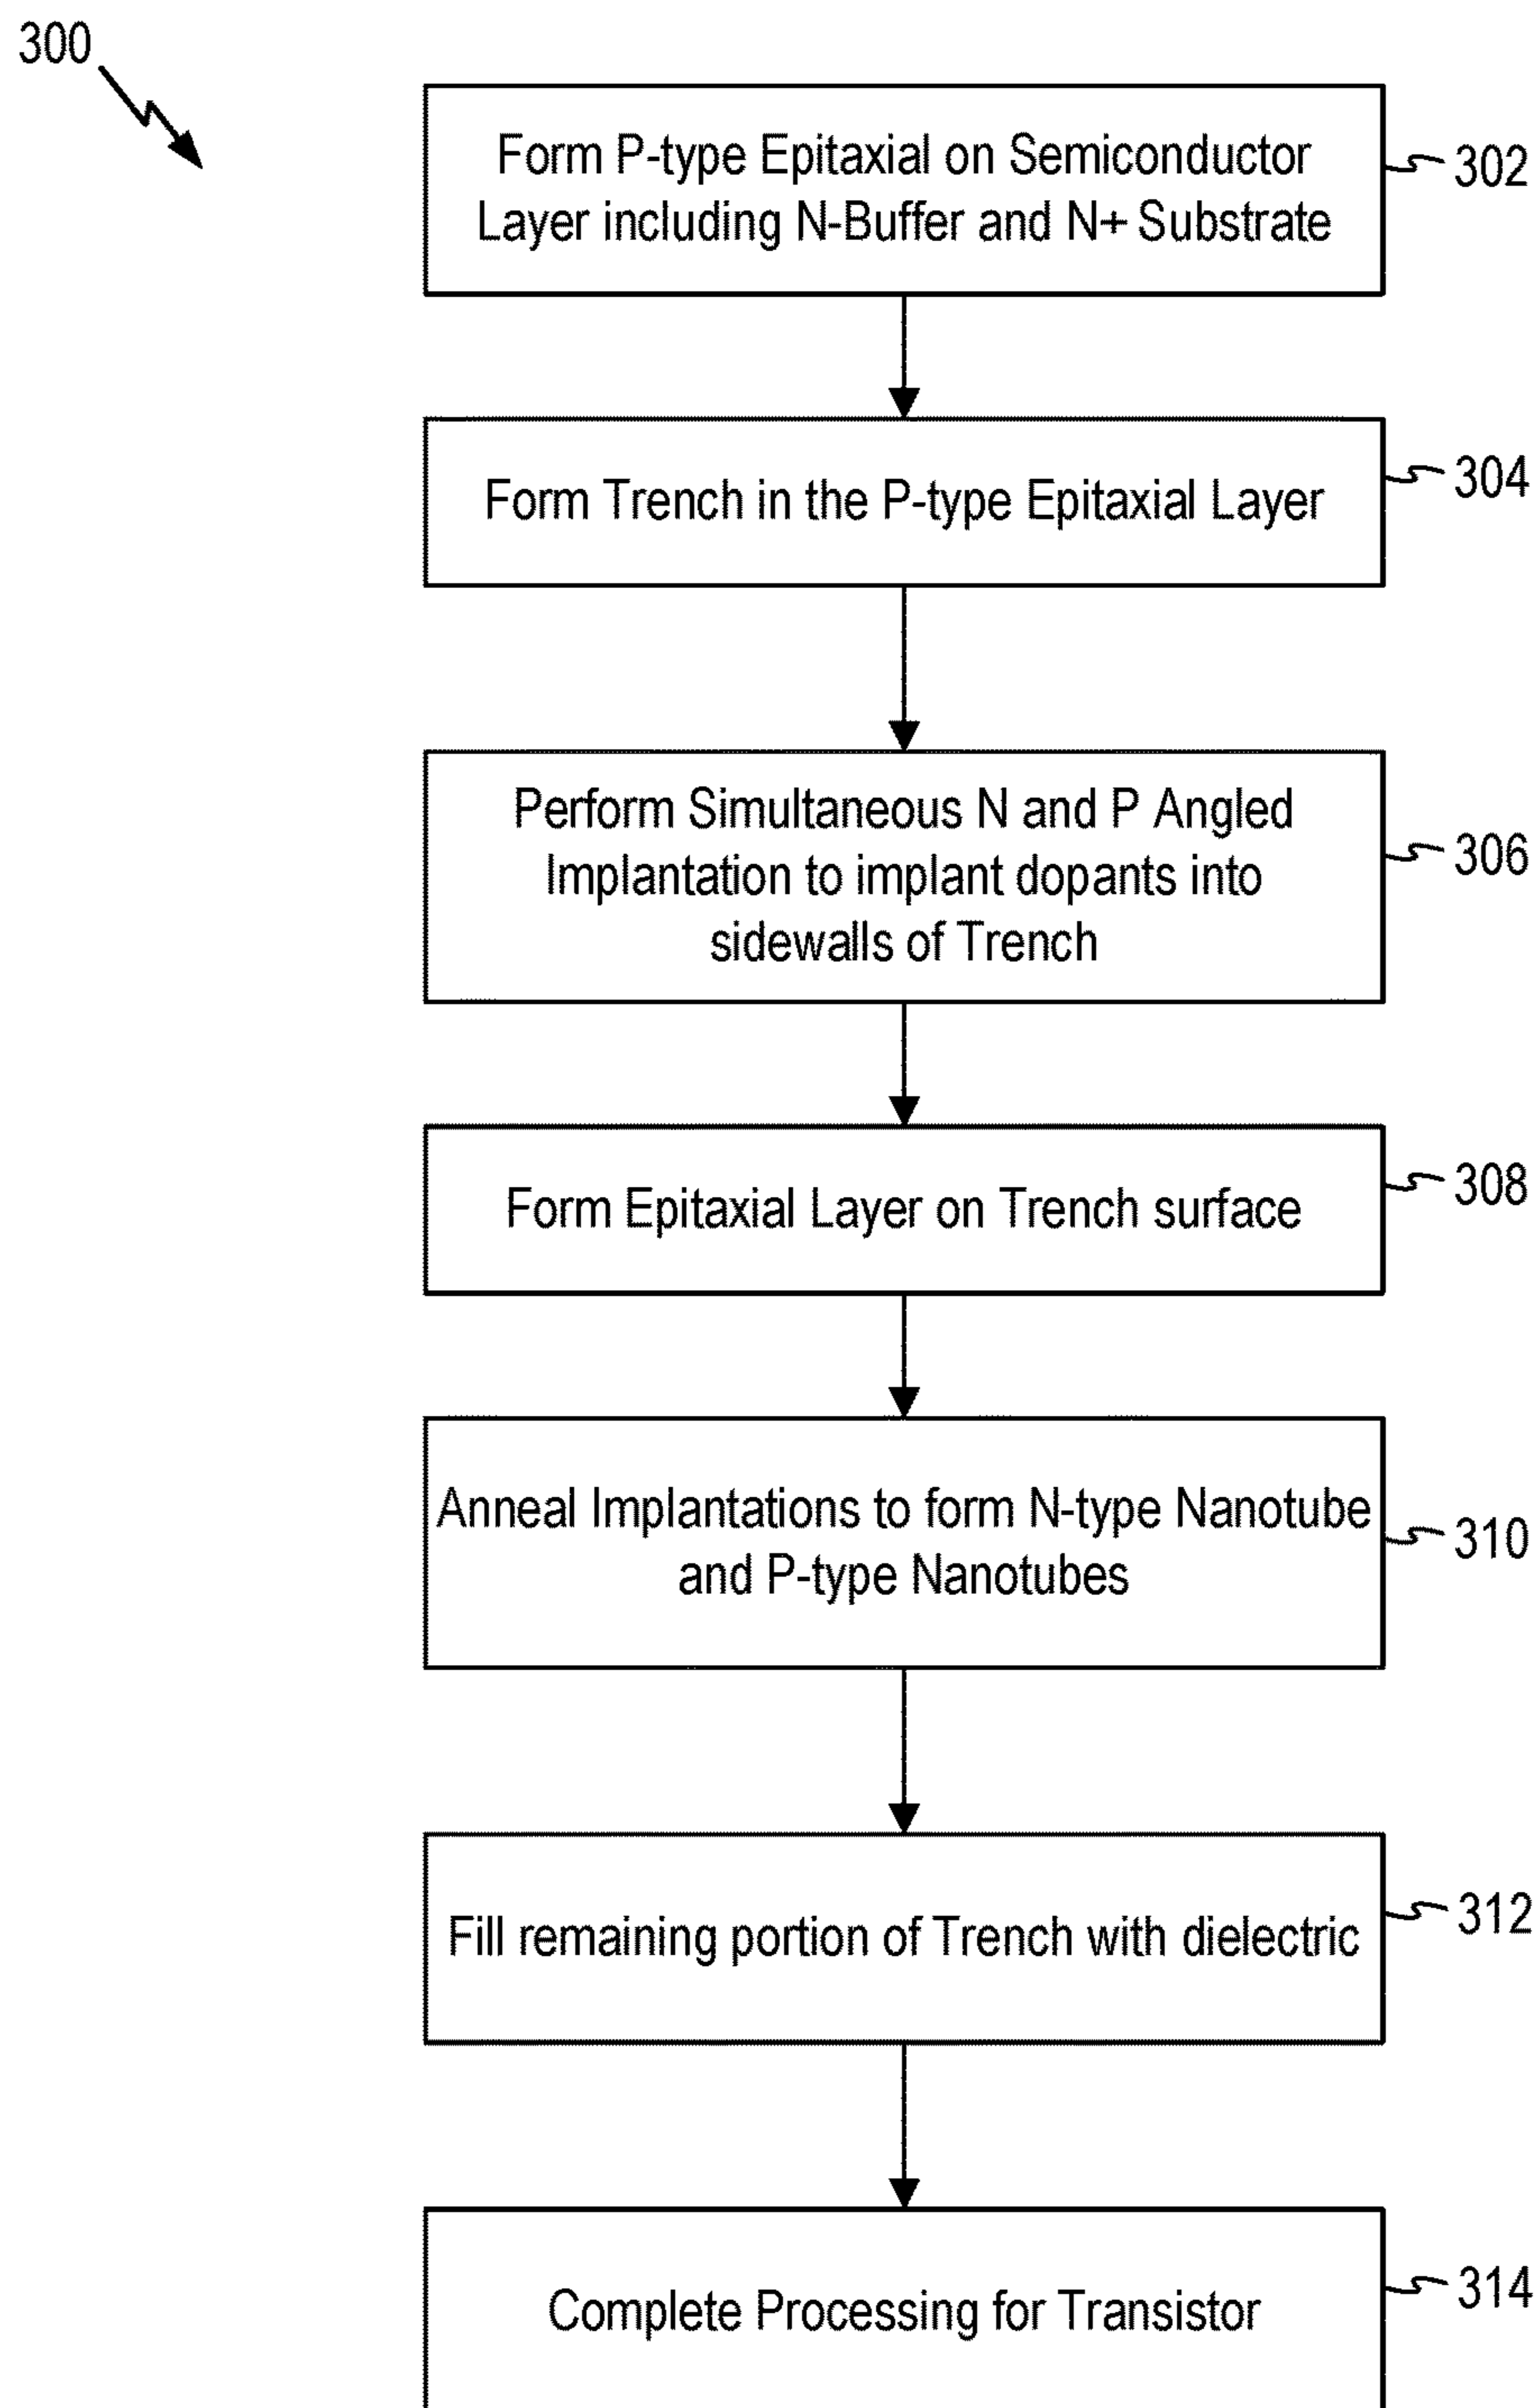 300
Form P-type Epitaxial on Semiconductor
Layer including N-Buffer and N+ Substrate
302
Form Trench in the P-type Epitaxial Layer
304
Perform Simultaneous N and P Angled
Implantation to implant dopants into
sidewalls of Trench
306
Form Epitaxial Layer on Trench surface
308
Anneal Implantations to form N-type Nanotube
and P-type Nanotubes
310
Fill remaining portion of Trench with dielectric
312
Complete Processing for Transistor
314